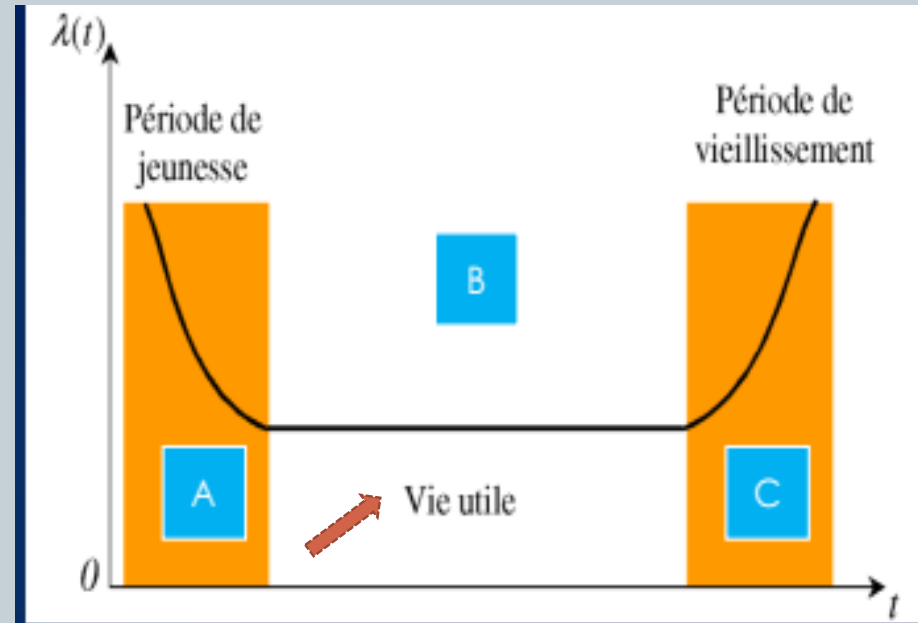 λ(t)
Période de
jeunesse
Période de
vieillissement
B
A
Vie utile
C
0
t